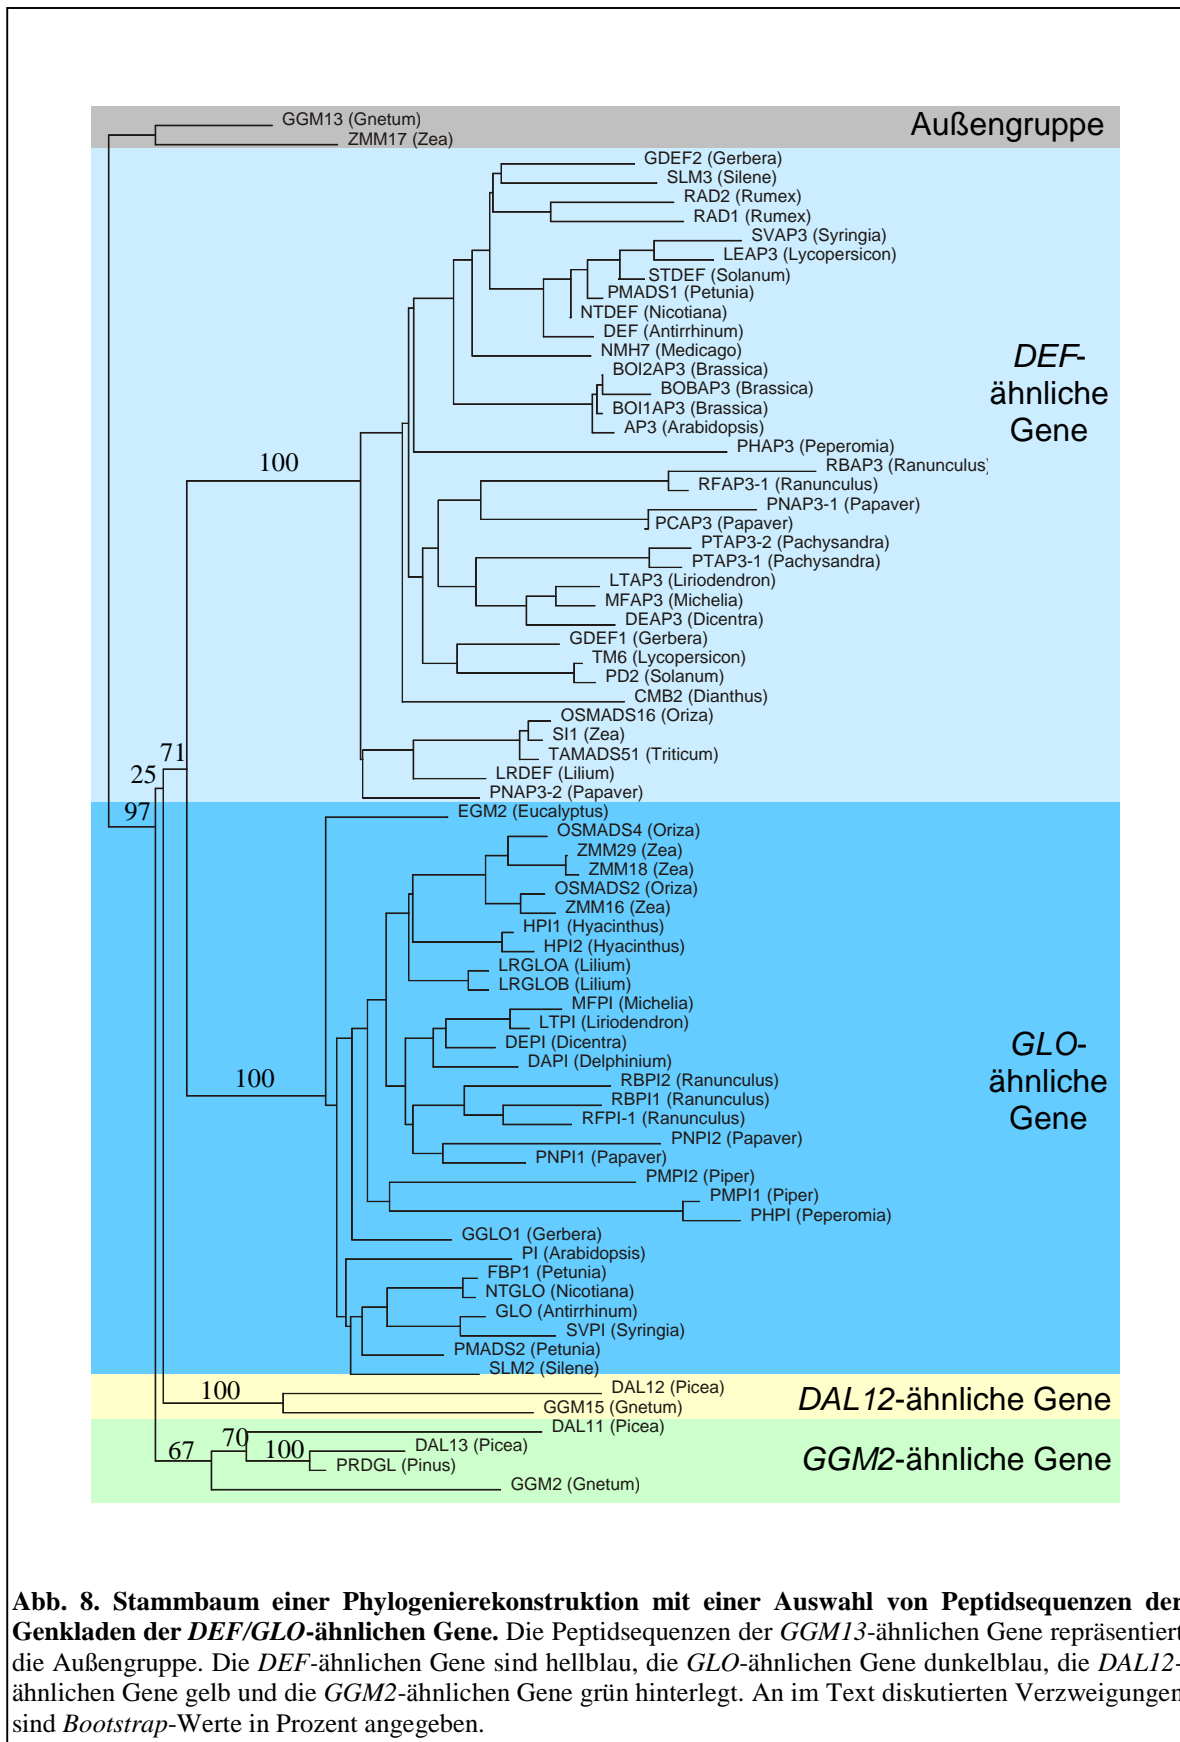 GGM13 (Gnetum)
Außengruppe
ZMM17 (Zea)
GDEF2 (Gerbera)
SLM3 (Silene)
RAD2 (Rumex)
RAD1 (Rumex)
SVAP3 (Syringia)
LEAP3 (Lycopersicon)
STDEF (Solanum)
PMADS1 (Petunia)
NTDEF (Nicotiana)
DEF (Antirrhinum)
NMH7 (Medicago)
BOI2AP3 (Brassica)
BOBAP3 (Brassica)
BOI1AP3 (Brassica)
AP3 (Arabidopsis)
DEF-
ähnliche
Gene
PHAP3 (Peperomia)
100
RBAP3 (Ranunculus)
RFAP3-1 (Ranunculus)
PNAP3-1 (Papaver)
PCAP3 (Papaver)
PTAP3-2 (Pachysandra)
PTAP3-1 (Pachysandra)
LTAP3 (Liriodendron)
MFAP3 (Michelia)
DEAP3 (Dicentra)
GDEF1 (Gerbera)
TM6 (Lycopersicon)
PD2 (Solanum)
CMB2 (Dianthus)
OSMADS16 (Oriza)
SI1 (Zea)
TAMADS51 (Triticum)
71
25
LRDEF (Lilium)
PNAP3-2 (Papaver)
97
EGM2 (Eucalyptus)
OSMADS4 (Oriza)
ZMM29 (Zea)
ZMM18 (Zea)
OSMADS2 (Oriza)
ZMM16 (Zea)
HPI1 (Hyacinthus)
HPI2 (Hyacinthus)
LRGLOA (Lilium)
LRGLOB (Lilium)
MFPI (Michelia)
LTPI (Liriodendron)
DEPI (Dicentra)
DAPI (Delphinium)
GLO-
ähnliche
Gene
100
RBPI2 (Ranunculus)
RBPI1 (Ranunculus)
RFPI-1 (Ranunculus)
PNPI2 (Papaver)
PNPI1 (Papaver)
PMPI2 (Piper)
PMPI1 (Piper)
PHPI (Peperomia)
GGLO1 (Gerbera)
PI (Arabidopsis)
FBP1 (Petunia)
NTGLO (Nicotiana)
GLO (Antirrhinum)
SVPI (Syringia)
PMADS2 (Petunia)
SLM2 (Silene)
100
DAL12 (Picea)
DAL12-ähnliche Gene
GGM15 (Gnetum)
DAL11 (Picea)
70
67
100
DAL13 (Picea)
GGM2-ähnliche Gene
PRDGL (Pinus)
GGM2 (Gnetum)
Abb. 8. Stammbaum einer Phylogenierekonstruktion mit einer Auswahl von Peptidsequenzen der
Genkladen der DEF/GLO-ähnlichen Gene. Die Peptidsequenzen der GGM13-ähnlichen Gene repräsentiert
die Außengruppe. Die DEF-ähnlichen Gene sind hellblau, die GLO-ähnlichen Gene dunkelblau, die DAL12-
ähnlichen Gene gelb und die GGM2-ähnlichen Gene grün hinterlegt. An im Text diskutierten Verzweigungen
sind Bootstrap-Werte in Prozent angegeben.